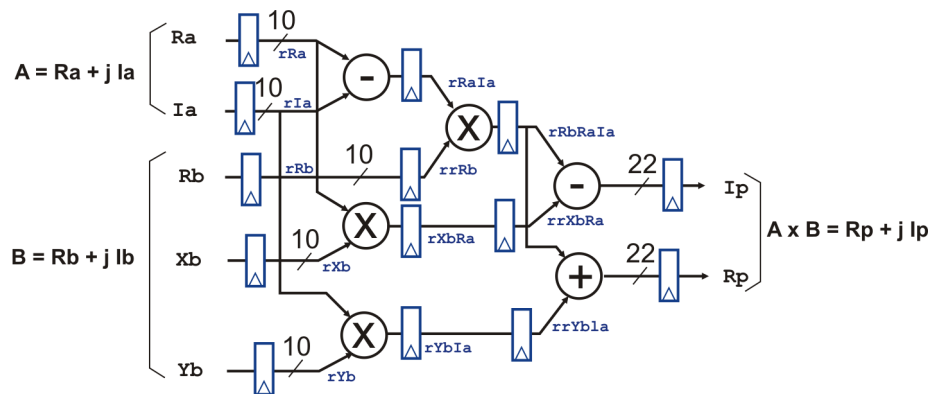 Ra
10
rRa
A = Ra + j Ia
-
rRaIa
Ia
10
rIa
X
rRbRaIa
Rb
rRb
10
rrRb
-
22
Ip
B = Rb + j Ib
X
rXbRa
rrXbRa
A x B = Rp + j Ip
Xb
10
rXb
+
22
Rp
X
rYbIa
rrYbla
Yb
10
rYb